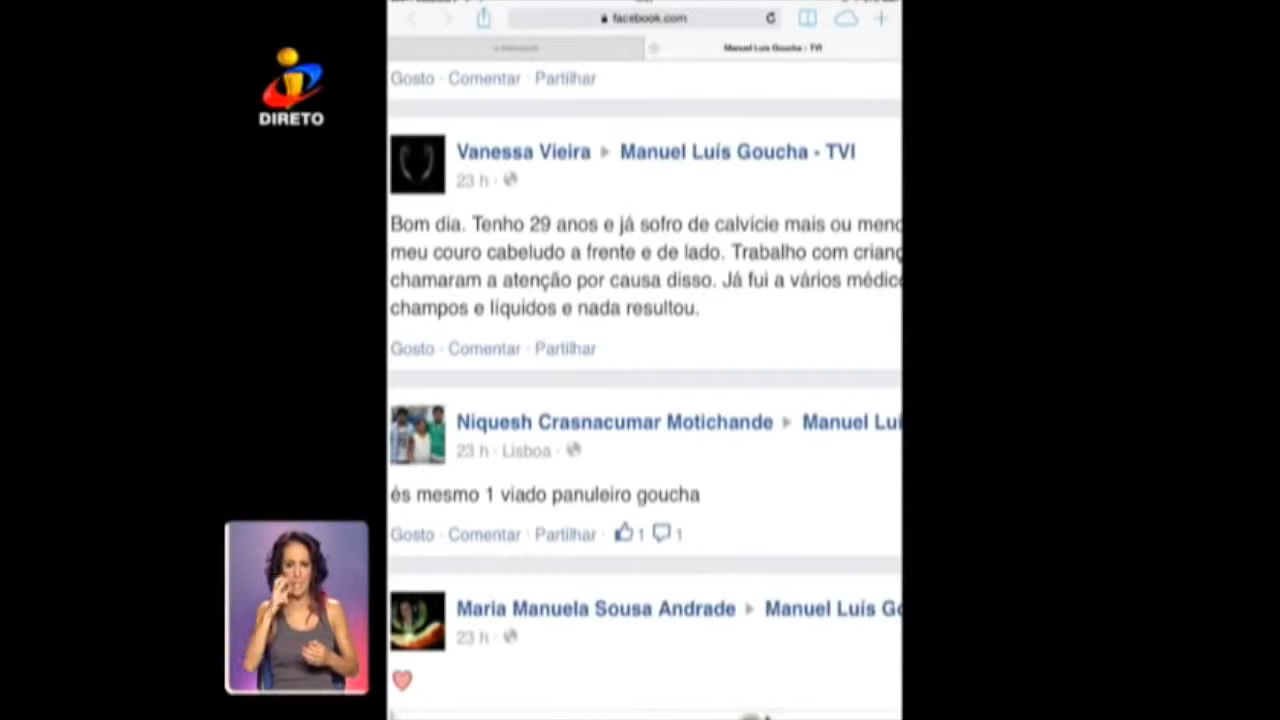 facebook.com
Manuel Luís Goucha - TVI
Gosto · Comentar · Partilhar
DIRETO
Vanessa Vieira ▸ Manuel Luís Goucha - TVI
23 h ·
Bom dia. Tenho 29 anos e já sofro de calvície mais ou meno
meu couro cabeludo a frente e de lado. Trabalho com crianç
chamaram a atenção por causa disso. Já fui a vários médico
champos e líquidos e nada resultou.
Gosto · Comentar · Partilhar
Niquesh Crasnacumar Motichande ▸ Manuel Luí
23 h · Lisboa ·
és mesmo 1 viado panuleiro goucha
Gosto · Comentar · Partilhar · 1 1
Maria Manuela Sousa Andrade ▸ Manuel Luís Go
23 h ·